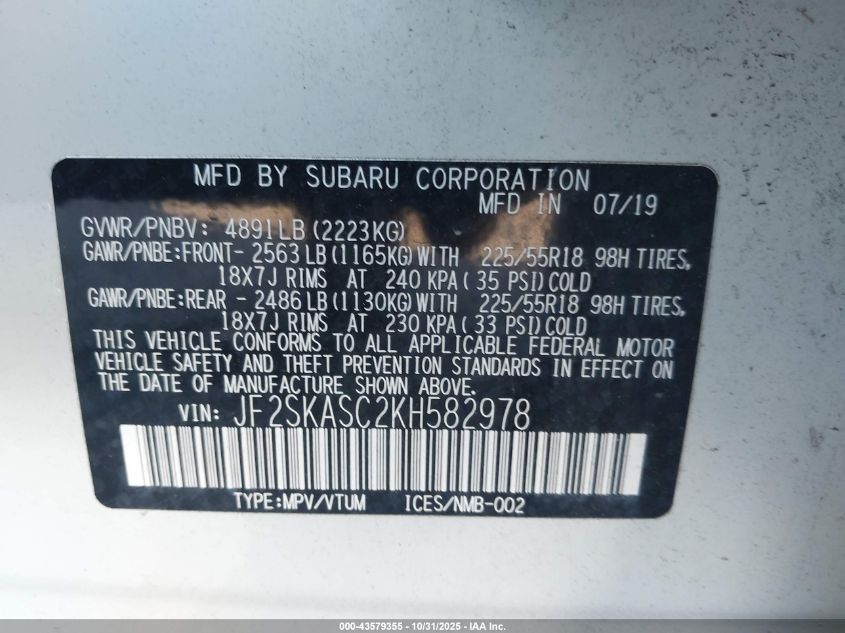 MFD BY SUBARU CORPORATION
MFD IN 07/19
GVWR/PNBV: 4891LB (2223KG)
GAWR/PNBE:FRONT- 2563LB (1165KG)WITH 225/55R18 98H TIRES,
18X7J RIMS AT 240 KPA( 35 PSI)COLD
GAWR/PNBE:REAR - 2486LB (1130KG)WITH 225/55R18 98H TIRES,
18X7J RIMS AT 230 KPA( 33 PSI)COLD
THIS VEHICLE CONFORMS TO ALL APPLICABLE FEDERAL MOTOR
VEHICLE SAFETY AND THEFT PREVENTION STANDARDS IN EFFECT ON
THE DATE OF MANUFACTURE SHOWN ABOVE.
VIN: JF2SKASC2KH582978
TYPE:MPV/VTUM ICES/NMB-002
000-43579355 - 10/31/2025 - IAA Inc.